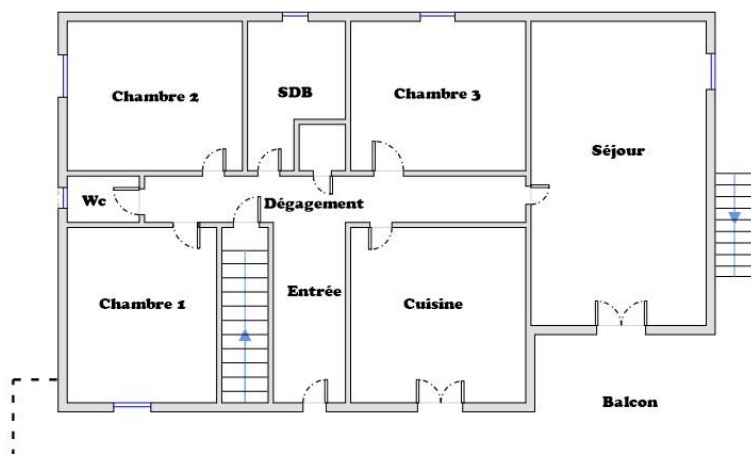 Chambre 2
SDB
Chambre 3
Séjour
Wc
Dégagement
Chambre 1
Entrée
Cuisine
Balcon